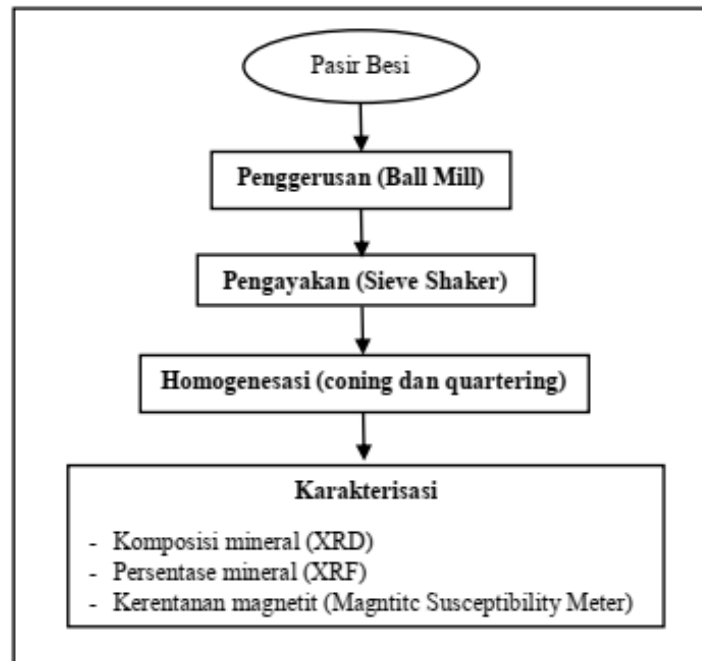 Pasir Besi
Penggerusan (Ball Mill)
Pengayakan (Sieve Shaker)
Homogenesasi (coning dan quartering)
Karakterisasi
- Komposisi mineral (XRD)
- Persentase mineral (XRF)
- Kerentanan magnetit (Magntitc Susceptibility Meter)